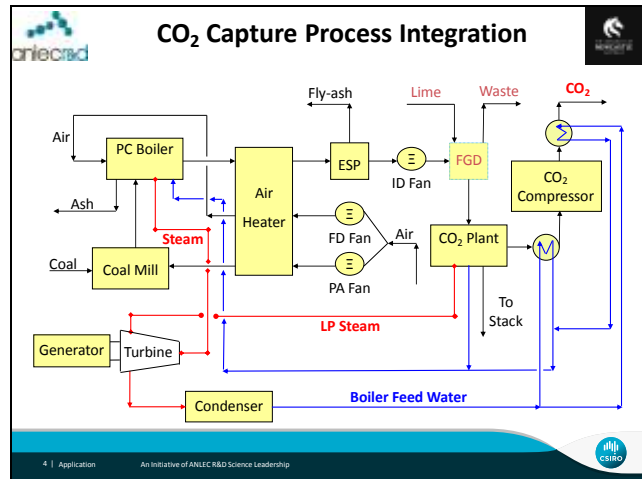 anlecr&d
CO2 Capture Process Integration
CO2
Fly-ash
Lime
Waste
Air
PC Boiler
ESP
Ξ
ID Fan
FGD
Σ
CO2
Compressor
Air
Heater
Ash
Steam
Ξ
FD Fan
Air
CO2 Plant
Coal
Coal Mill
Ξ
PA Fan
To
Stack
LP Steam
Generator
Turbine
Condenser
Boiler Feed Water
4 | Application An Initiative of ANLEC R&D Science Leadership
CSIRO